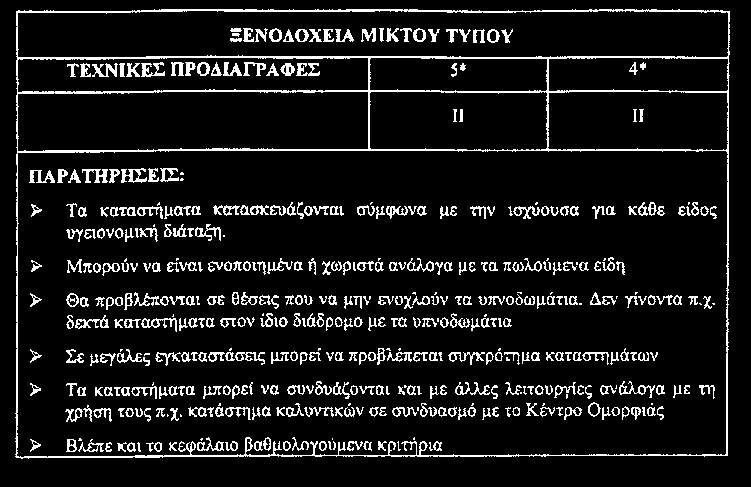 ΞΕΝΟΔΟΧΕΙΑ ΜΙΚΤΟΥ ΤΥΠΟΥ
ΤΕΧΝΙΚΕΣ ΠΡΟΔΙΑΓΡΑΦΕΣ 5* 4*
Π Π
ΠΑΡΑΤΗΡΗΣΕΙΣ:
➢ Τα καταστήματα κατασκευάζονται σύμφωνα με την ισχύουσα για κάθε είδος
υγειονομική διάταξη.
➢ Μπορούν να είναι ενοποιημένα ή χωριστά ανάλογα με τα πωλούμενα είδη
➢ Θα προβλέπονται σε θέσεις που να μην ενοχλούν τα υπνοδωμάτια. Δεν γίνοντα π.χ.
δεκτά καταστήματα στον ίδιο διάδρομο με τα υπνοδωμάτια
➢ Σε μεγάλες εγκαταστάσεις μπορεί να προβλέπεται συγκρότημα καταστημάτων
➢ Τα καταστήματα μπορεί να συνδυάζονται και με άλλες λειτουργίες ανάλογα με τη
χρήση τους π.χ. κατάστημα καλυντικών σε συνδυασμό με το Κέντρο Ομορφιάς
➢ Βλέπε και το κεφάλαιο βαθμολογούμενα κριτήρια